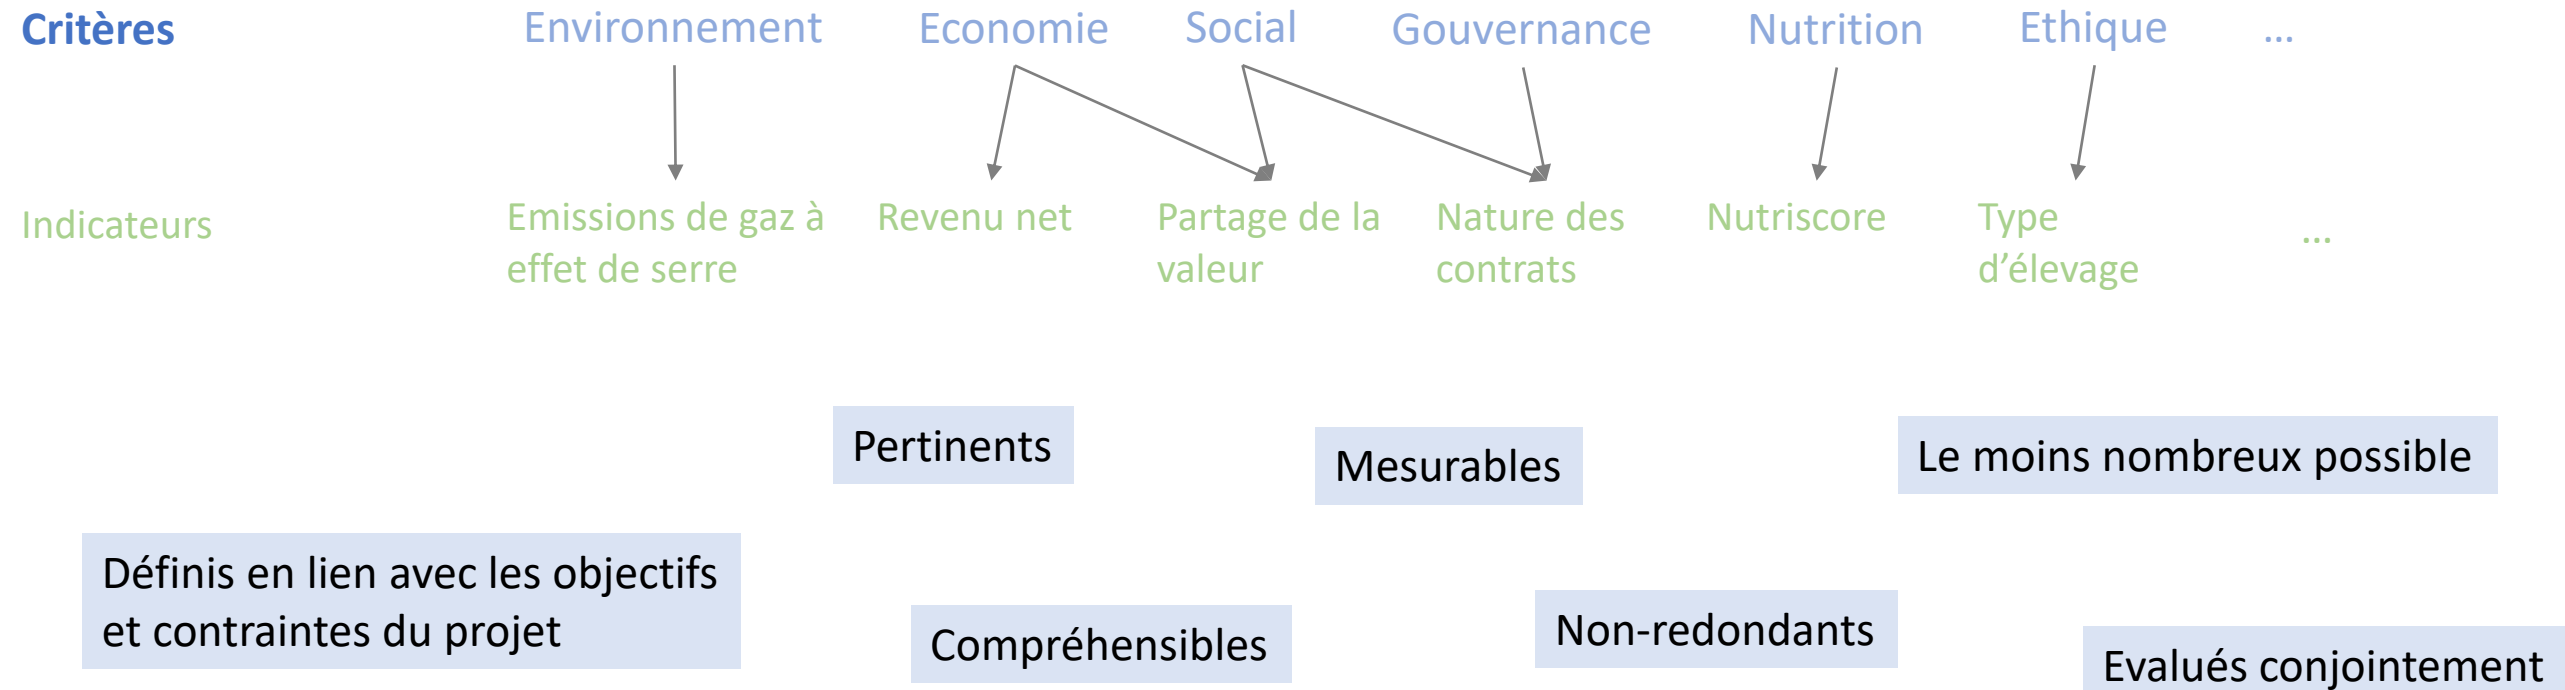 Critères
Environnement
Economie
Social
Gouvernance
Nutrition
Ethique
...
Indicateurs
Emissions de gaz à
effet de serre
Revenu net
Partage de la
valeur
Nature des
contrats
Nutriscore
Type
d’élevage
...
Pertinents
Mesurables
Le moins nombreux possible
Définis en lien avec les objectifs
et contraintes du projet
Compréhensibles
Non-redondants
Evalués conjointement